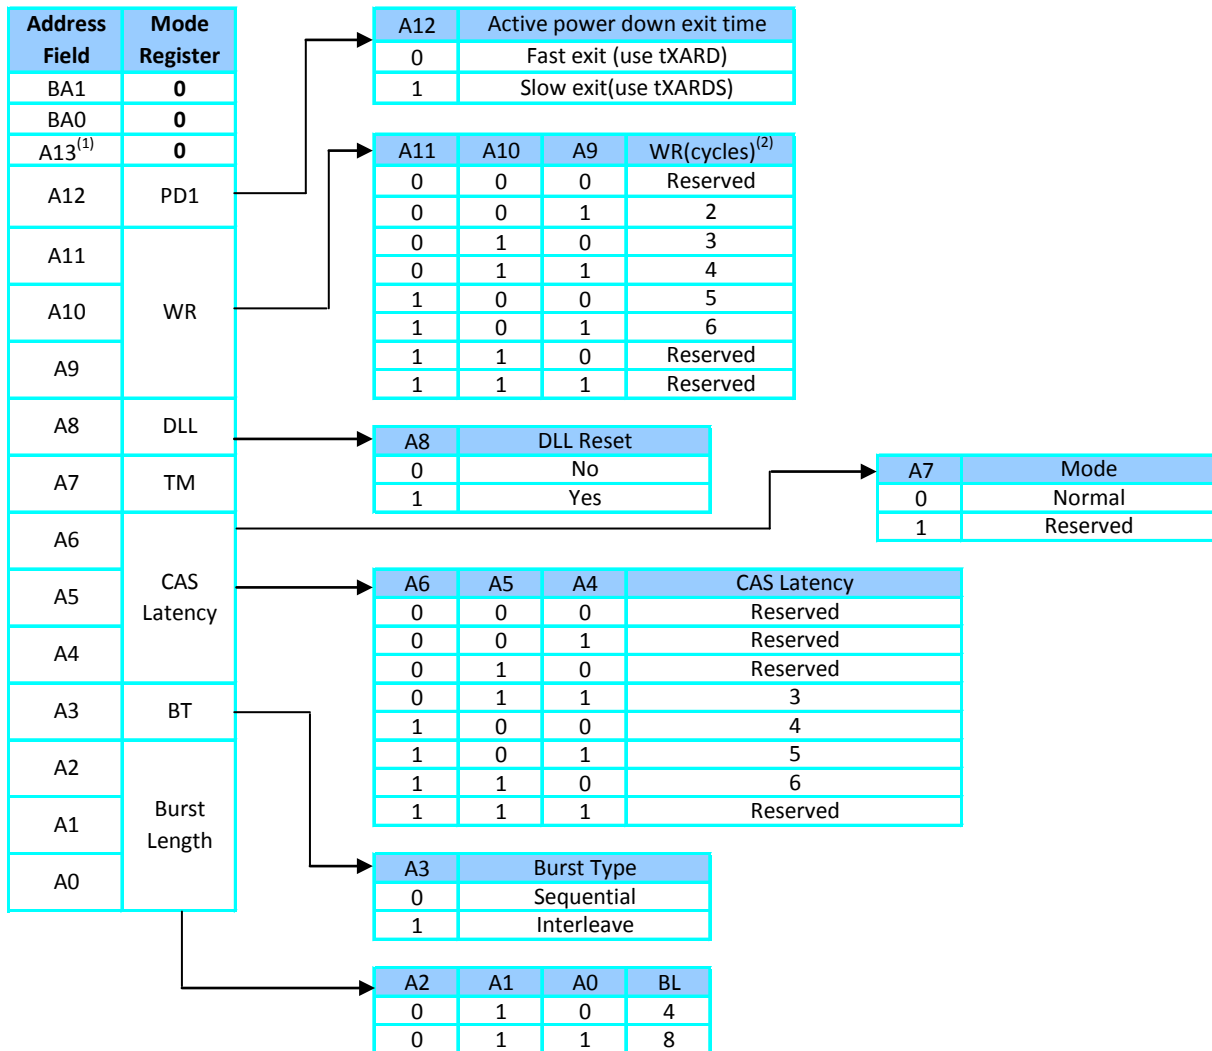 Address Field Mode Register
BA1 0
BA0 0
A13(1) 0
A12 PD1
A11
A10 WR
A9
A8 DLL
A7 TM
A6
A5 CAS Latency
A4
A3 BT
A2
A1 Burst Length
A0
A12 Active power down exit time
0 Fast exit (use tXARD)
1 Slow exit(use tXARDS)
A11 A10 A9 WR(cycles)(2)
0 0 0 Reserved
0 0 1 2
0 1 0 3
0 1 1 4
1 0 0 5
1 0 1 6
1 1 0 Reserved
1 1 1 Reserved
A8 DLL Reset
0 No
1 Yes
A7 Mode
0 Normal
1 Reserved
A6 A5 A4 CAS Latency
0 0 0 Reserved
0 0 1 Reserved
0 1 0 Reserved
0 1 1 3
1 0 0 4
1 0 1 5
1 1 0 6
1 1 1 Reserved
A3 Burst Type
0 Sequential
1 Interleave
A2 A1 A0 BL
0 1 0 4
0 1 1 8